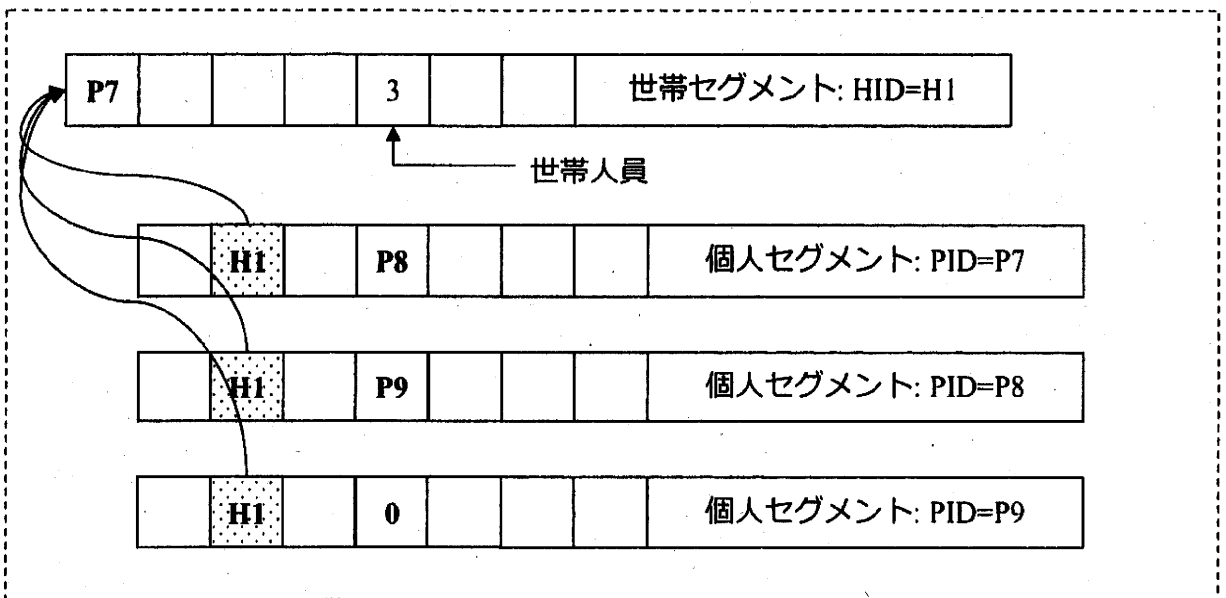 P7 3 世帯セグメント: HID=H1
世帯人員
H1 P8 個人セグメント: PID=P7
H1 P9 個人セグメント: PID=P8
H1 0 個人セグメント: PID=P9